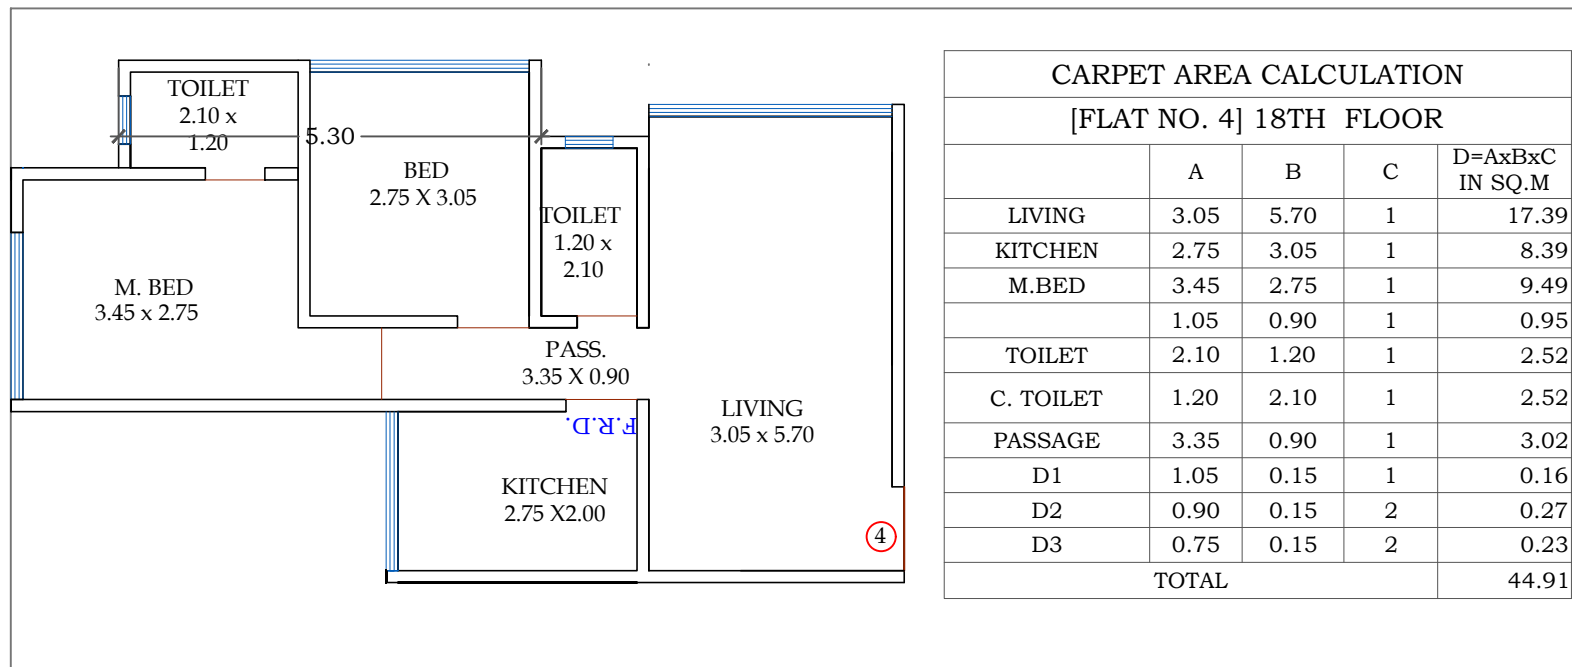 TOILET
2.10 x
1.20
5.30
BED
2.75 X 3.05
TOILET
1.20 x
2.10
M. BED
3.45 x 2.75
PASS.
3.35 X 0.90
F.R.D.
LIVING
3.05 x 5.70
KITCHEN
2.75 X2.00
4
CARPET AREA CALCULATION
[FLAT NO. 4] 18TH FLOOR
A B C D=AxBxC
IN SQ.M
LIVING 3.05 5.70 1 17.39
KITCHEN 2.75 3.05 1 8.39
M.BED 3.45 2.75 1 9.49
1.05 0.90 1 0.95
TOILET 2.10 1.20 1 2.52
C. TOILET 1.20 2.10 1 2.52
PASSAGE 3.35 0.90 1 3.02
D1 1.05 0.15 1 0.16
D2 0.90 0.15 2 0.27
D3 0.75 0.15 2 0.23
TOTAL 44.91